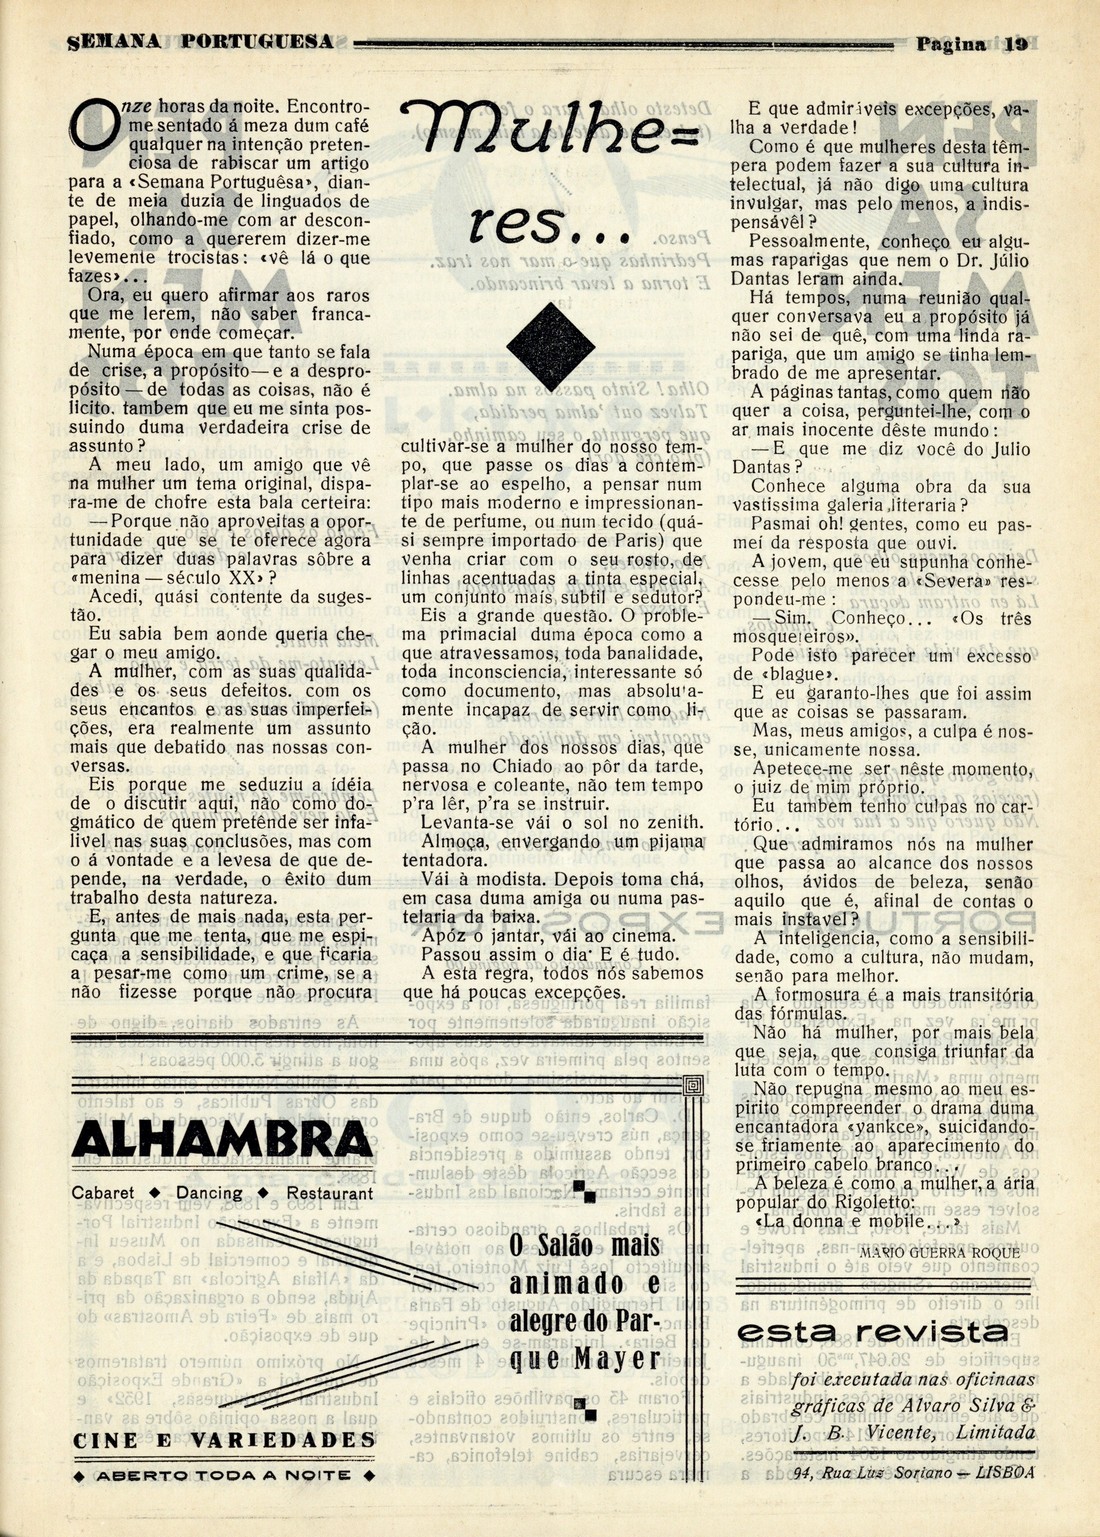 SEMANA PORTUGUESA
Pagina 19
Onze horas da noite. Encontro-
me sentado á meza dum café
qualquer na intenção preten-
ciosa de rabiscar um artigo
para a «Semana Portuguêsa», dian-
te de meia duzia de linguados de
papel, olhando-me com ar descon-
fiado, como a quererem dizer-me
levemente trocistas: «vê lá o que
fazes»...
Ora, eu quero afirmar aos raros
que me lerem, não saber franca-
mente, por onde começar.
Numa época em que tanto se fala
de crise, a propósito — e a despro-
pósito — de todas as coisas, não é
licito. tambem que eu me sinta pos-
suindo duma verdadeira crise de
assunto?
A meu lado, um amigo que vê
na mulher um tema original, dispa-
ra-me de chofre esta bala certeira:
— Porque não aproveitas a opor-
tunidade que se te oferece agora
para dizer duas palavras sôbre a
«menina — século XX»?
Acedi, quási contente da suges-
tão.
Eu sabia bem aonde queria che-
gar o meu amigo.
A mulher, com as suas qualida-
des e os seus defeitos. com os
seus encantos e as suas imperfei-
ções, era realmente um assunto
mais que debatido nas nossas con-
versas.
Eis porque me seduziu a idéia
de o discutir aqui, não como do-
gmático de quem pretênde ser infa-
livel nas suas conclusões, mas com
o á vontade e a levesa de que de-
pende, na verdade, o êxito dum
trabalho desta natureza.
E, antes de mais nada, esta per-
gunta que me tenta, que me espi-
caça a sensibilidade, e que ficaria
a pesar-me como um crime, se a
não fizesse porque não procura
Mulhe=
res...
cultivar-se a mulher do nosso tem-
po, que passe os dias a contem-
plar-se ao espelho, a pensar num
tipo mais moderno e impressionan-
te de perfume, ou num tecido (quá-
si sempre importado de Paris) que
venha criar com o seu rosto, de
linhas acentuadas a tinta especial,
um conjunto mais subtil e sedutor?
Eis a grande questão. O proble-
ma primacial duma época como a
que atravessamos, toda banalidade,
toda inconsciencia, interessante só
como documento, mas absoluta-
mente incapaz de servir como li-
ção.
A mulher dos nossos dias, que
passa no Chiado ao pôr da tarde,
nervosa e coleante, não tem tempo
p'ra lêr, p'ra se instruir.
Levanta-se vái o sol no zenith.
Almoça, envergando um pijama
tentadora.
Vái à modista. Depois toma chá,
em casa duma amiga ou numa pas-
telaria da baixa.
Apóz o jantar, vái ao cinema.
Passou assim o dia· E é tudo.
A esta regra, todos nós sabemos
que há poucas excepções.
E que admiráveis excepções, va-
lha a verdade!
Como é que mulheres desta têm-
pera podem fazer a sua cultura in-
telectual, já não digo uma cultura
invulgar, mas pelo menos, a indis-
pensávêl?
Pessoalmente, conheço eu algu-
mas raparigas que nem o Dr. Júlio
Dantas leram ainda.
Há tempos, numa reunião qual-
quer conversava eu a propósito já
não sei de quê, com uma linda ra-
pariga, que um amigo se tinha lem-
brado de me apresentar.
A páginas tantas, como quem não
quer a coisa, perguntei-lhe, com o
ar mais inocente dêste mundo:
— E que me diz você do Julio
Dantas?
Conhece alguma obra da sua
vastissima galeria literaria?
Pasmai oh! gentes, como eu pas-
mei da resposta que ouvi.
A jovem, que eu supunha conhe-
cesse pelo menos a «Severa» res-
pondeu-me:
— Sim. Conheço... «Os três
mosqueteiros».
Pode isto parecer um excesso
de «blague».
E eu garanto-lhes que foi assim
que as coisas se passaram.
Mas, meus amigos, a culpa é nos-
se, unicamente nossa.
Apetece-me ser nêste momento,
o juiz de mim próprio.
Eu tambem tenho culpas no car-
tório...
Que admiramos nós na mulher
que passa ao alcance dos nossos
olhos, ávidos de beleza, senão
aquilo que é, afinal de contas o
mais instavel?
A inteligencia, como a sensibili-
dade, como a cultura, não mudam,
senão para melhor.
A formosura é a mais transitória
das fórmulas.
Não há mulher, por mais bela
que seja, que consiga triunfar da
luta com o tempo.
Não repugna mesmo ao meu es-
pirito compreender o drama duma
encantadora «yankce», suicidando-
se friamente ao aparecimento do
primeiro cabelo branco...
A beleza é como a mulher, a ária
popular do Rigoletto:
«La donna e mobile...»
MARIO GUERRA ROQUE
ALHAMBRA
Cabaret ◆ Dancing ◆ Restaurant
O Salão mais
animado e
alegre do Par-
que Mayer
CINE E VARIEDADES
◆ ABERTO TODA A NOITE ◆
esta revista
foi executada nas oficinaas
gráficas de Alvaro Silva &
J. B. Vicente, Limitada
94, Rua Luz Soriano — LISBOA